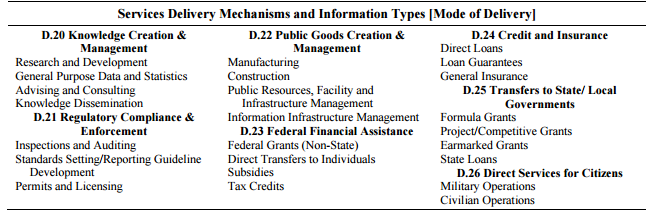 Services Delivery Mechanisms and Information Types [Mode of Delivery]
D.20 Knowledge Creation &
Management
Research and Development
General Purpose Data and Statistics
Advising and Consulting
Knowledge Dissemination
D.21 Regulatory Compliance &
Enforcement
Inspections and Auditing
Standards Setting/Reporting Guideline
Development
Permits and Licensing
D.22 Public Goods Creation &
Management
Manufacturing
Construction
Public Resources, Facility and
Infrastructure Management
Information Infrastructure Management
D.23 Federal Financial Assistance
Federal Grants (Non-State)
Direct Transfers to Individuals
Subsidies
Tax Credits
D.24 Credit and Insurance
Direct Loans
Loan Guarantees
General Insurance
D.25 Transfers to State/ Local
Governments
Formula Grants
Project/Competitive Grants
Earmarked Grants
State Loans
D.26 Direct Services for Citizens
Military Operations
Civilian Operations